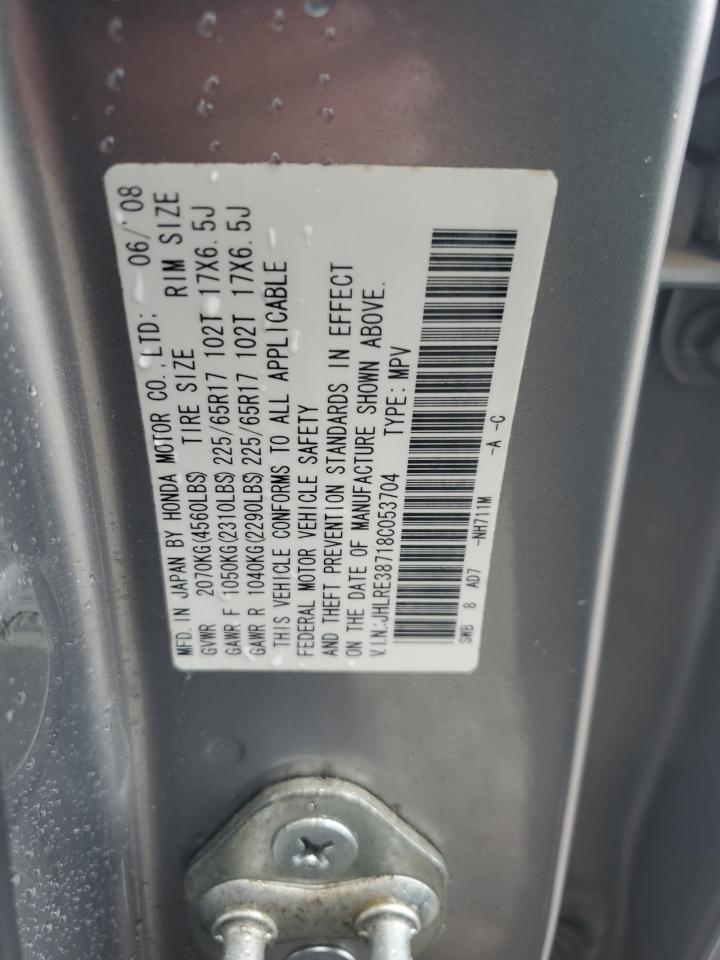 MFD. IN JAPAN BY HONDA MOTOR CO., LTD: 06/'08
GVWR 2070KG(4560LBS) TIRE SIZE RIM SIZE
GAWR F 1050KG(2310LBS) 225/65R17 102T 17X6.5J
GAWR R 1040KG(2290LBS) 225/65R17 102T 17X6.5J
THIS VEHICLE CONFORMS TO ALL APPLICABLE
FEDERAL MOTOR VEHICLE SAFETY
AND THEFT PREVENTION STANDARDS IN EFFECT
ON THE DATE OF MANUFACTURE SHOWN ABOVE.
V.I.N.:JHLRE38718C053704 TYPE: MPV
SWB 8 AD7 -NH711M -A -C